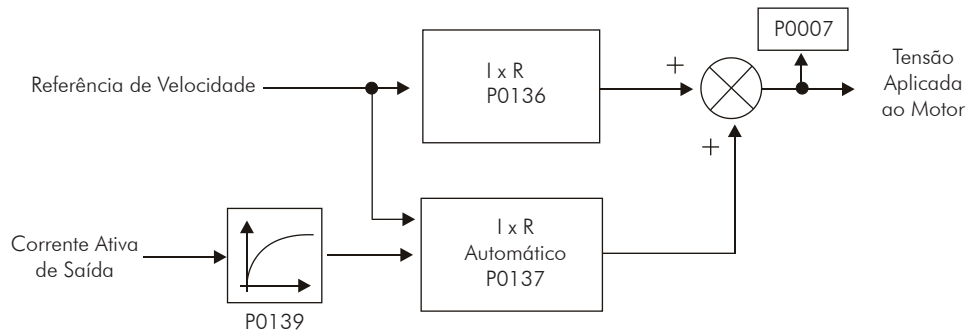 P0007
Referência de Velocidade
I x R
P0136
+
Tensão
Aplicada
ao Motor
+
Corrente Ativa
de Saída
P0139
I x R
Automático
P0137